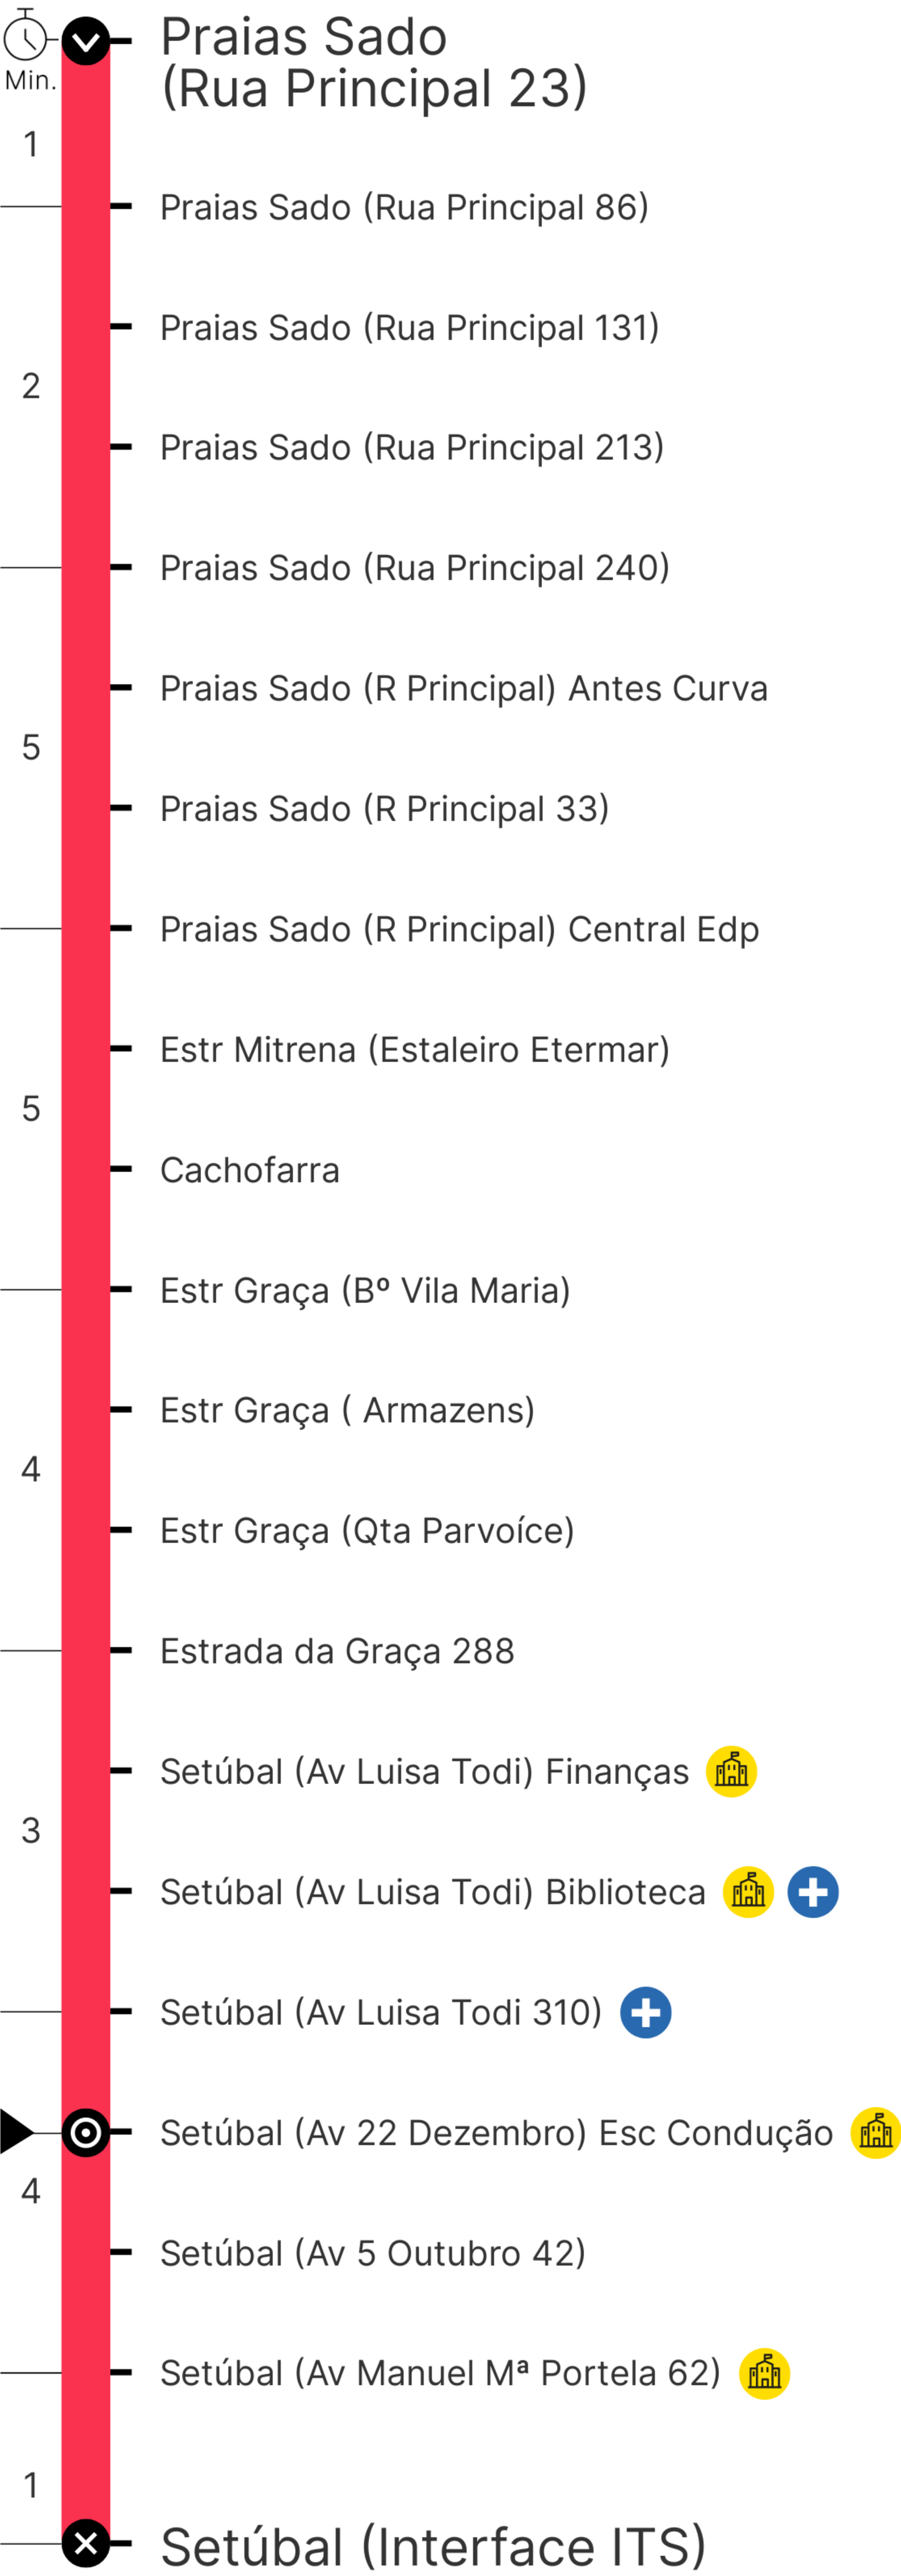 Praias Sado
(Rua Principal 23)
Min.
1
Praias Sado (Rua Principal 86)
Praias Sado (Rua Principal 131)
2
Praias Sado (Rua Principal 213)
Praias Sado (Rua Principal 240)
Praias Sado (R Principal) Antes Curva
5
Praias Sado (R Principal 33)
Praias Sado (R Principal) Central Edp
Estr Mitrena (Estaleiro Etermar)
5
Cachofarra
Estr Graça (Bº Vila Maria)
Estr Graça ( Armazens)
4
Estr Graça (Qta Parvoíce)
Estrada da Graça 288
Setúbal (Av Luisa Todi) Finanças
3
Setúbal (Av Luisa Todi) Biblioteca
Setúbal (Av Luisa Todi 310)
Setúbal (Av 22 Dezembro) Esc Condução
4
Setúbal (Av 5 Outubro 42)
Setúbal (Av Manuel Mª Portela 62)
1
Setúbal (Interface ITS)